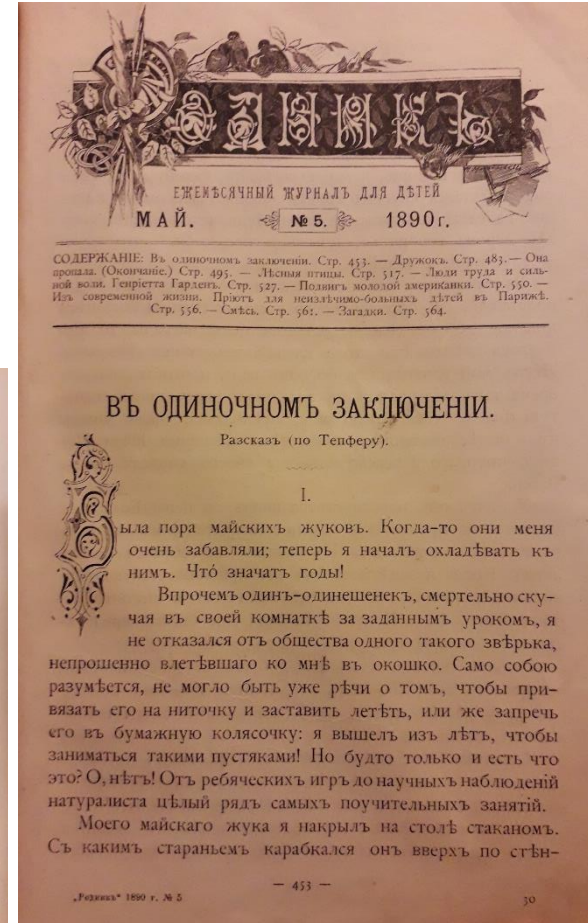 Родникъ
ЕЖЕМѢСЯЧНЫЙ ЖУРНАЛЪ ДЛЯ ДѢТЕЙ
МАЙ. № 5. 1890 г.
СОДЕРЖАНІЕ: Въ одиночномъ заключеніи. Стр. 453. — Дружокъ. Стр. 483. — Она
пропала. (Окончаніе.) Стр. 495. — Лѣсныя птицы. Стр. 517. — Люди труда и силь-
ной воли. Генріетта Гарденъ. Стр. 527. — Подвигъ молодой американки. Стр. 550. —
Изъ современной жизни. Пріютъ для неизлѣчимо-больныхъ дѣтей въ Парижѣ.
Стр. 556. — Смѣсь. Стр. 561. — Загадки. Стр. 564.
ВЪ ОДИНОЧНОМЪ ЗАКЛЮЧЕНІИ.
Разсказъ (по Тепферу).
I.
Была пора майскихъ жуковъ. Когда-то они меня
очень забавляли; теперь я началъ охладѣвать къ
нимъ. Что́ значатъ годы!
Впрочемъ одинъ-одинешенекъ, смертельно ску-
чая въ своей комнаткѣ за заданнымъ урокомъ, я
не отказался отъ общества одного такого звѣрька,
непрошенно влетѣвшаго ко мнѣ въ окошко. Само собою
разумѣется, не могло быть уже рѣчи о томъ, чтобы при-
вязать его на ниточку и заставить летѣть, или же запречь
его въ бумажную колясочку: я вышелъ изъ лѣтъ, чтобы
заниматься такими пустяками! Но будто только и есть что
это? О, нѣтъ! Отъ ребяческихъ игръ до научныхъ наблюденій
натуралиста цѣлый рядъ самыхъ поучительныхъ занятій.
Моего майскаго жука я накрылъ на столѣ стаканомъ.
Съ какимъ стараньемъ карабкался онъ вверхъ по стѣн-
— 453 —
„Родникъ“ 1890 г. № 5 30